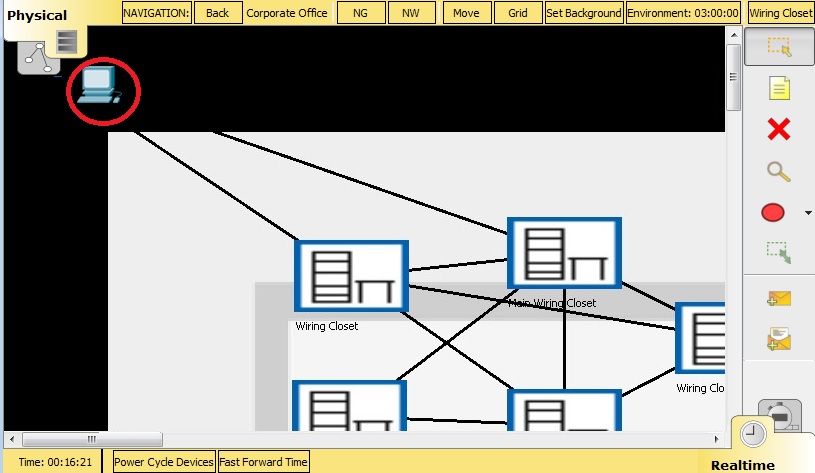 Physical
NAVIGATION:
Back
Corporate Office
NG
NW
Move
Grid
Set Background
Environment: 03:00:00
Wiring Closet
Main Wiring Closet
Wiring Closet
Wiring Clo
Time: 00:16:21
Power Cycle Devices
Fast Forward Time
Realtime